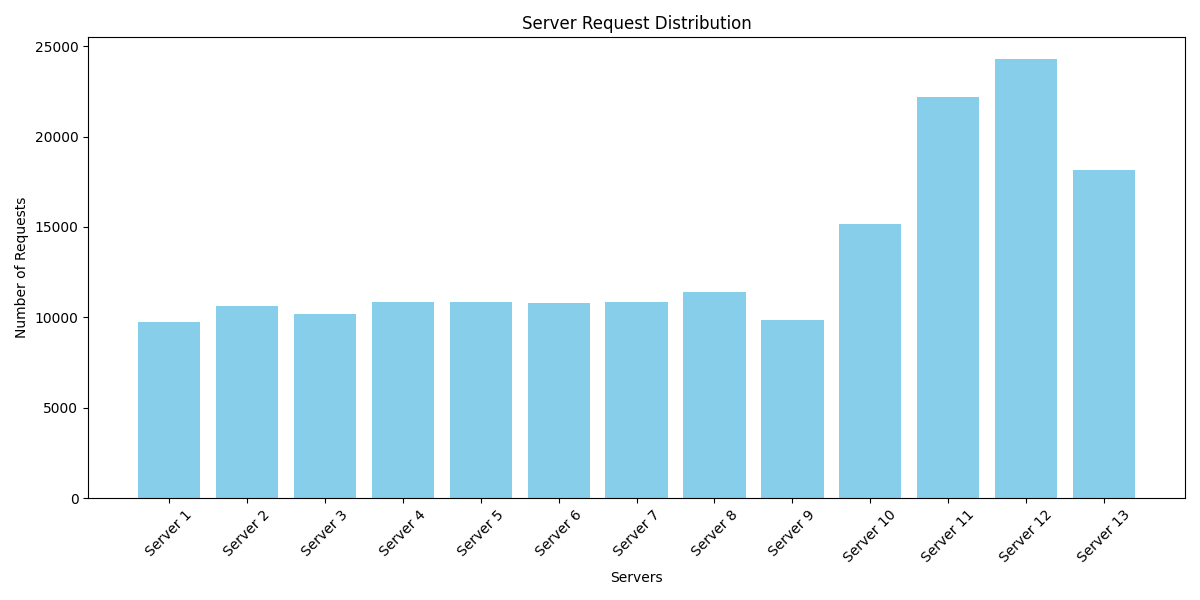 Server Request Distribution
Number of Requests
25000
20000
15000
10000
5000
0
Server 1
Server 2
Server 3
Server 4
Server 5
Server 6
Server 7
Server 8
Server 9
Server 10
Server 11
Server 12
Server 13
Servers